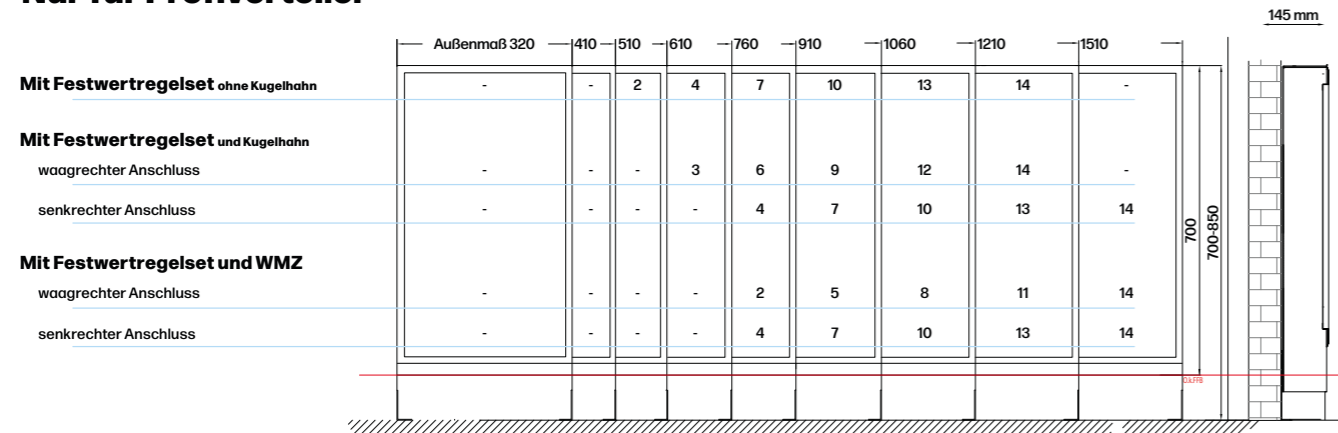 145 mm
Außenmaß 320 410 510 610 760 910 1060 1210 1510
Mit Festwertregelset ohne Kugelhahn - - 2 4 7 10 13 14 -
Mit Festwertregelset und Kugelhahn
waagrechter Anschluss - - - 3 6 9 12 14 -
senkrechter Anschluss - - - - 4 7 10 13 14
Mit Festwertregelset und WMZ
waagrechter Anschluss - - - - 2 5 8 11 14
senkrechter Anschluss - - - - 4 7 10 13 14
700
700-850